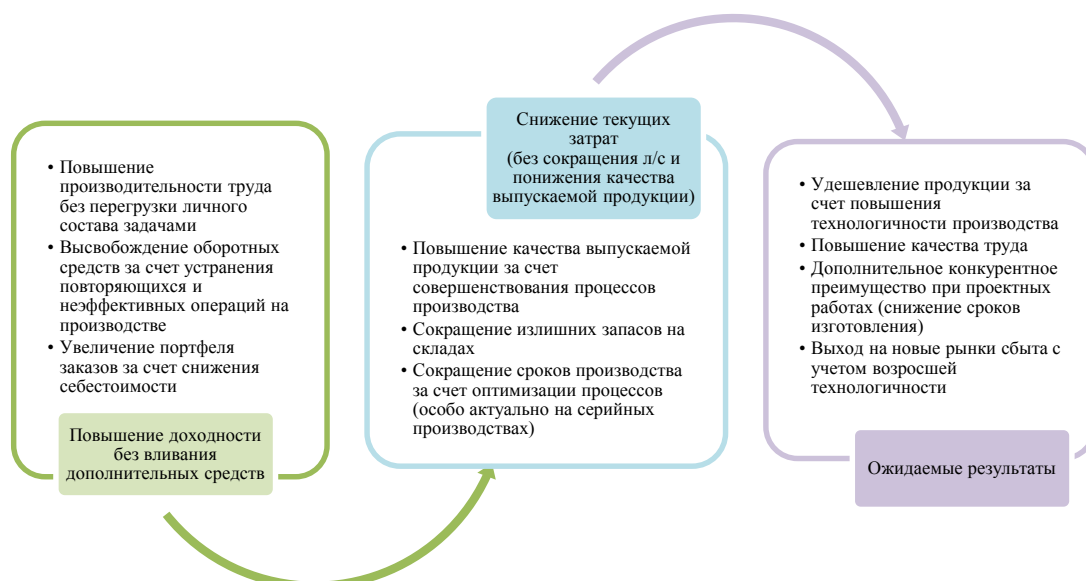 • Повышение
производительности труда
без перегрузки личного
состава задачами
• Высвобождение оборотных
средств за счет устранения
повторяющихся и
неэффективных операций на
производстве
• Увеличение портфеля
заказов за счет снижения
себестоимости
Повышение доходности
без вливания
дополнительных средств
Снижение текущих
затрат
(без сокращения л/с и
понижения качества
выпускаемой продукции)
• Повышение качества выпускаемой
продукции за счет
совершенствования процессов
производства
• Сокращение излишних запасов на
складах
• Сокращение сроков производства
за счет оптимизации процессов
(особо актуально на серийных
производствах)
• Удешевление продукции за
счет повышения
технологичности производства
• Повышение качества труда
• Дополнительное конкурентное
преимущество при проектных
работах (снижение сроков
изготовления)
• Выход на новые рынки сбыта с
учетом возросшей
технологичности
Ожидаемые результаты